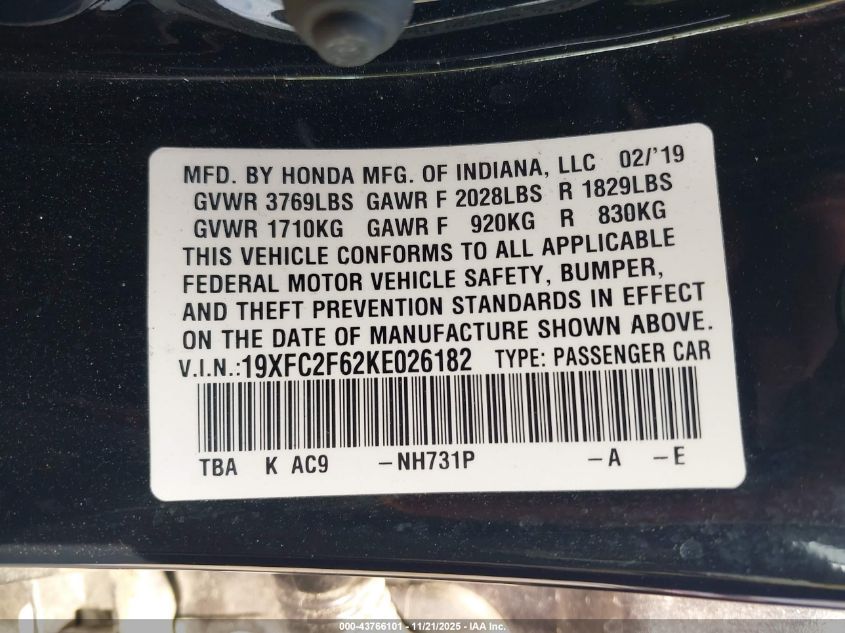 MFD. BY HONDA MFG. OF INDIANA, LLC 02/'19
GVWR 3769LBS GAWR F 2028LBS R 1829LBS
GVWR 1710KG GAWR F 920KG R 830KG
THIS VEHICLE CONFORMS TO ALL APPLICABLE
FEDERAL MOTOR VEHICLE SAFETY, BUMPER,
AND THEFT PREVENTION STANDARDS IN EFFECT
ON THE DATE OF MANUFACTURE SHOWN ABOVE.
V.I.N.:19XFC2F62KE026182 TYPE: PASSENGER CAR
TBA K AC9 -NH731P -A -E
000-43766101 - 11/21/2025 - IAA Inc.